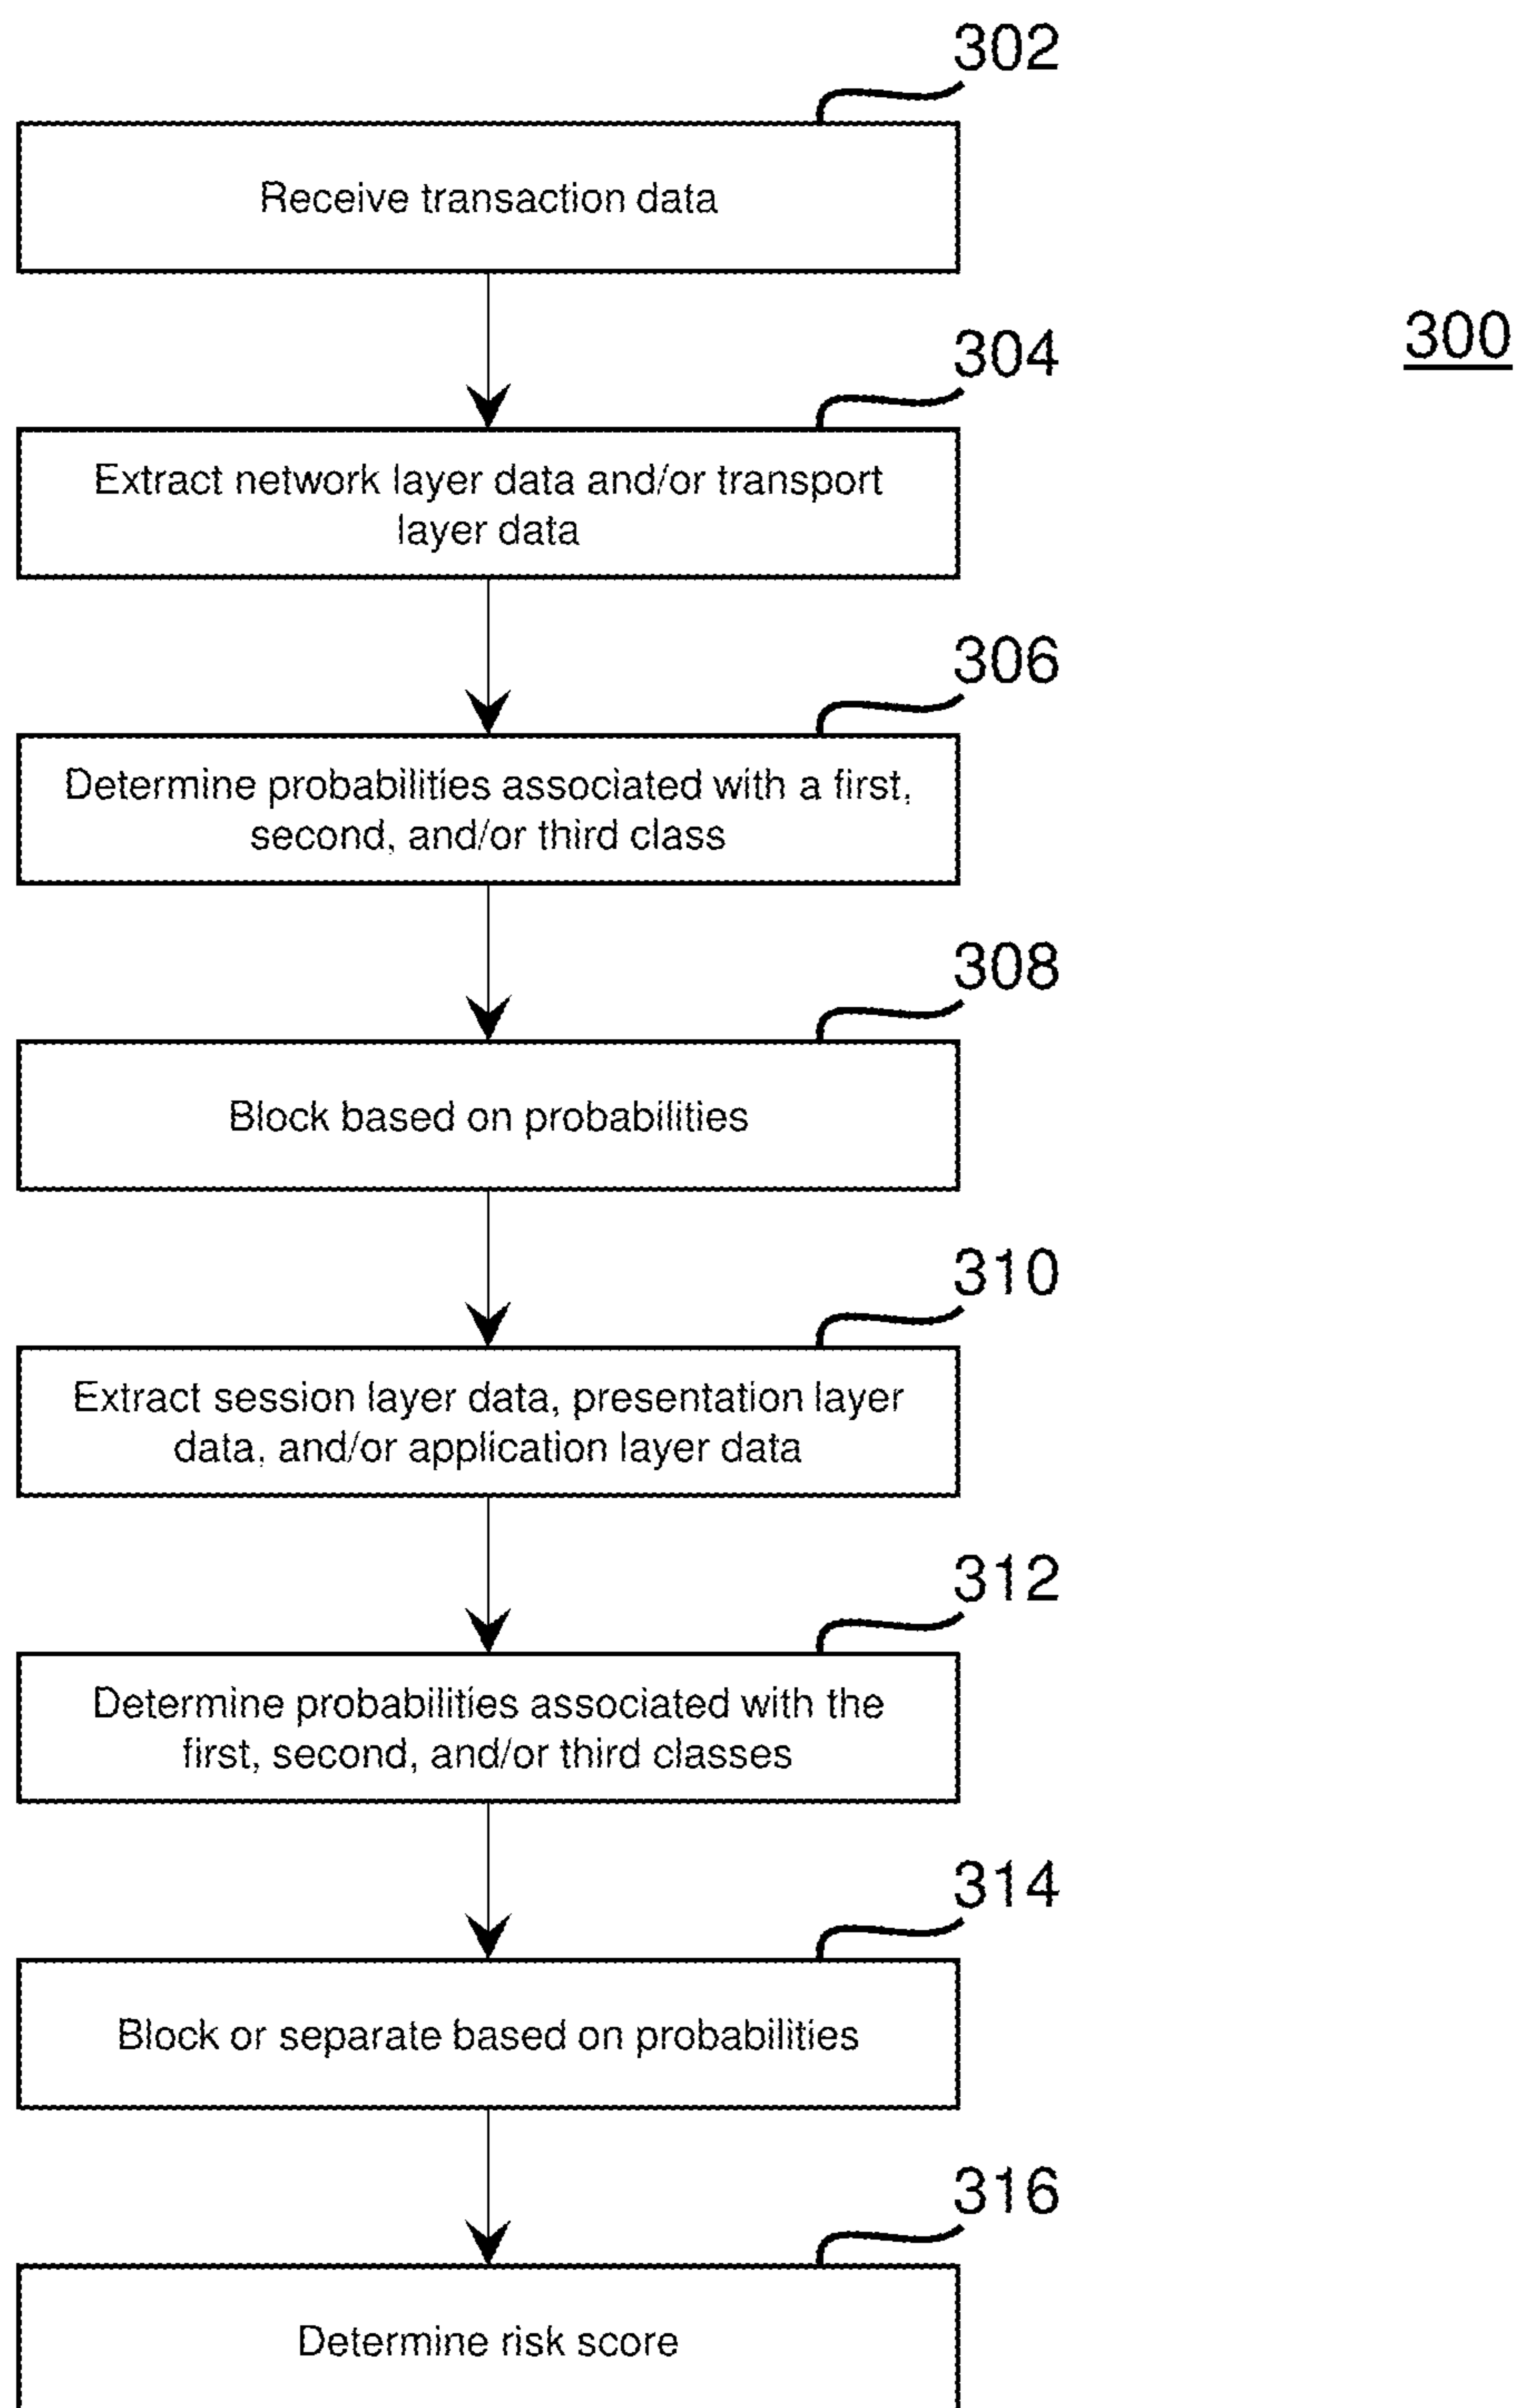 302
Receive transaction data
300
304
Extract network layer data and/or transport
layer data
306
Determine probabilities associated with a first,
second, and/or third class
308
Block based on probabilities
310
Extract session layer data, presentation layer
data, and/or application layer data
312
Determine probabilities associated with the
first, second, and/or third classes
314
Block or separate based on probabilities
316
Determine risk score